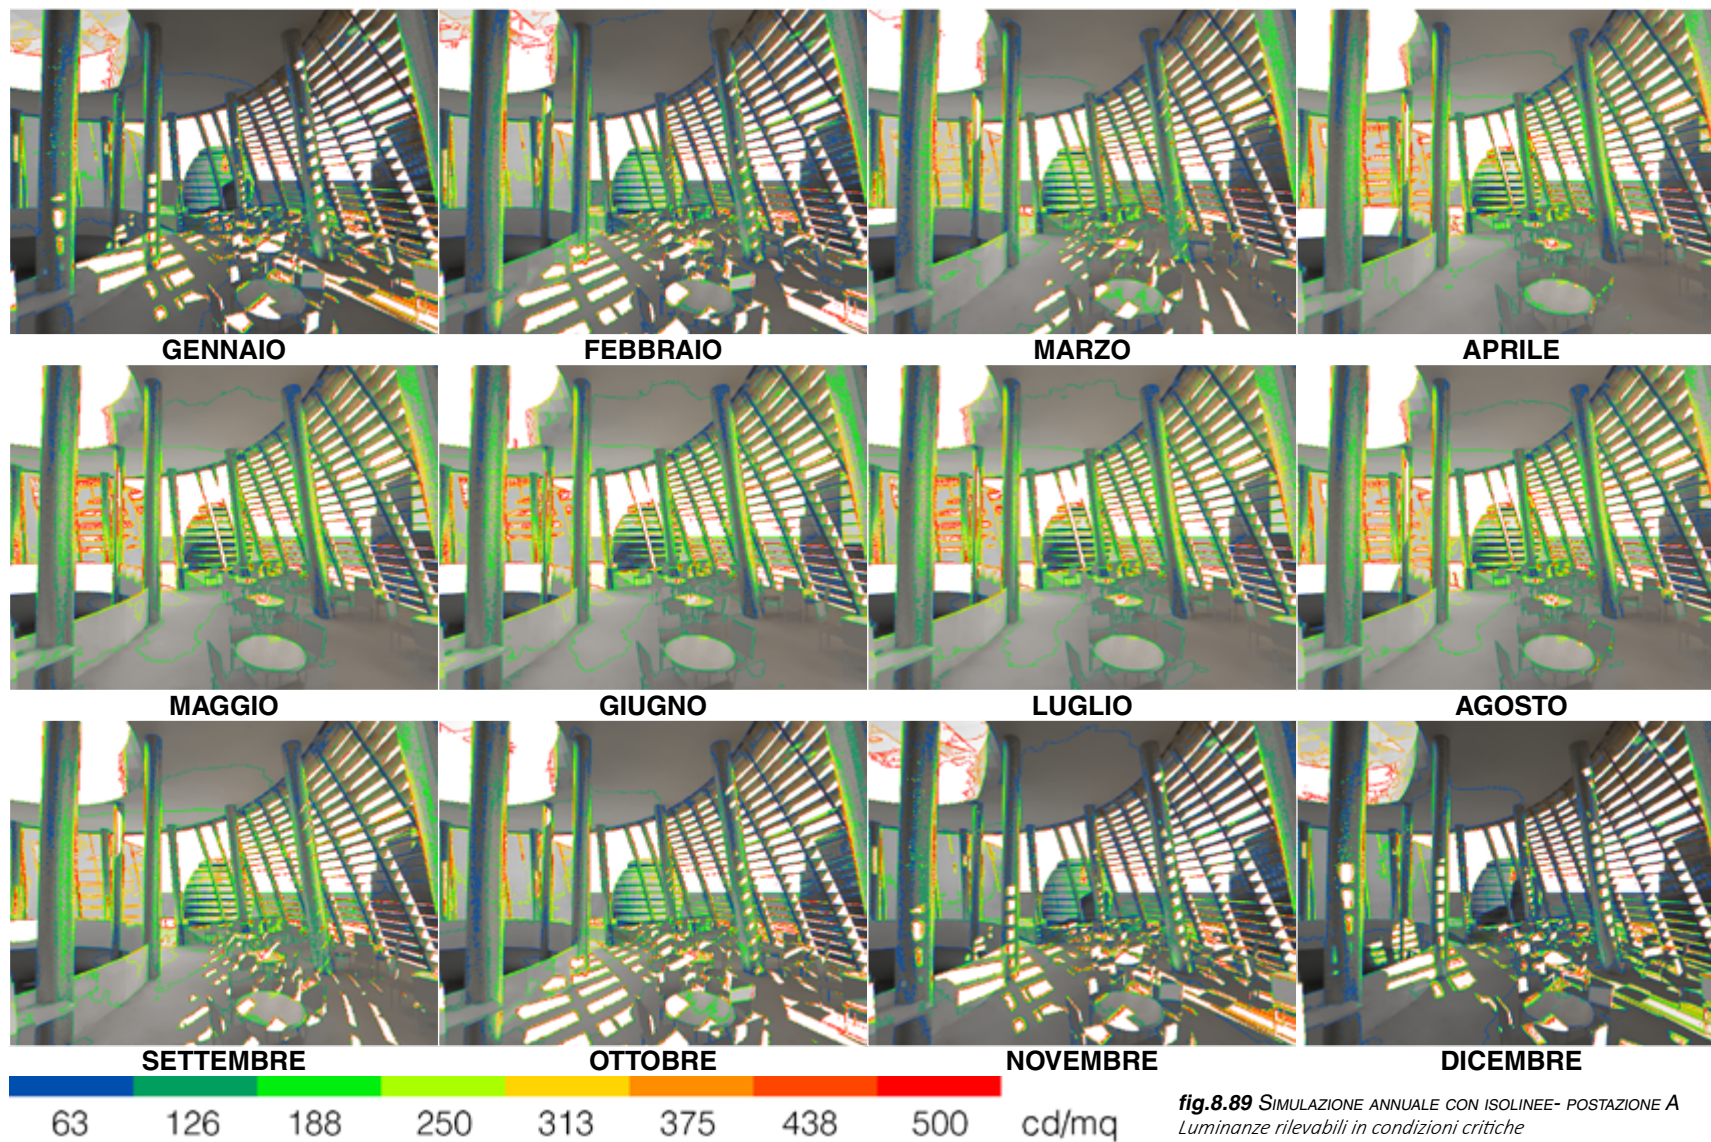 GENNAIO FEBBRAIO MARZO APRILE
MAGGIO GIUGNO LUGLIO AGOSTO
SETTEMBRE OTTOBRE NOVEMBRE DICEMBRE
63 126 188 250 313 375 438 500 cd/mq
fig.8.89 SIMULAZIONE ANNUALE CON ISOLINEE- POSTAZIONE A
Luminanze rilevabili in condizioni critiche